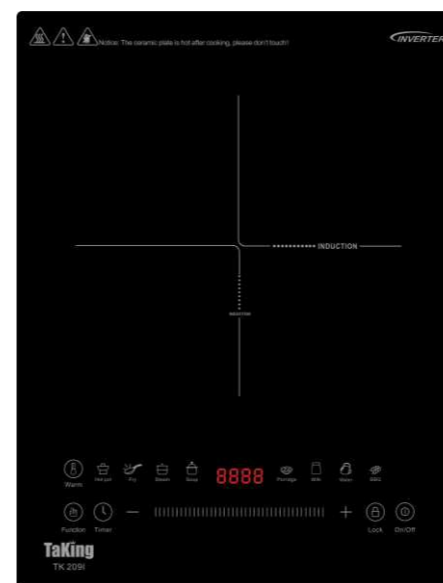 Notice: The ceramic plate is hot after cooking, please don't touch!
INVERTER
INDUCTION
INDUCTION
Warm Hot pot Fry Steam Soup 8888 Porridge Milk Water BBQ
Function Timer − + Lock On/Off
TaKing
TK 209I